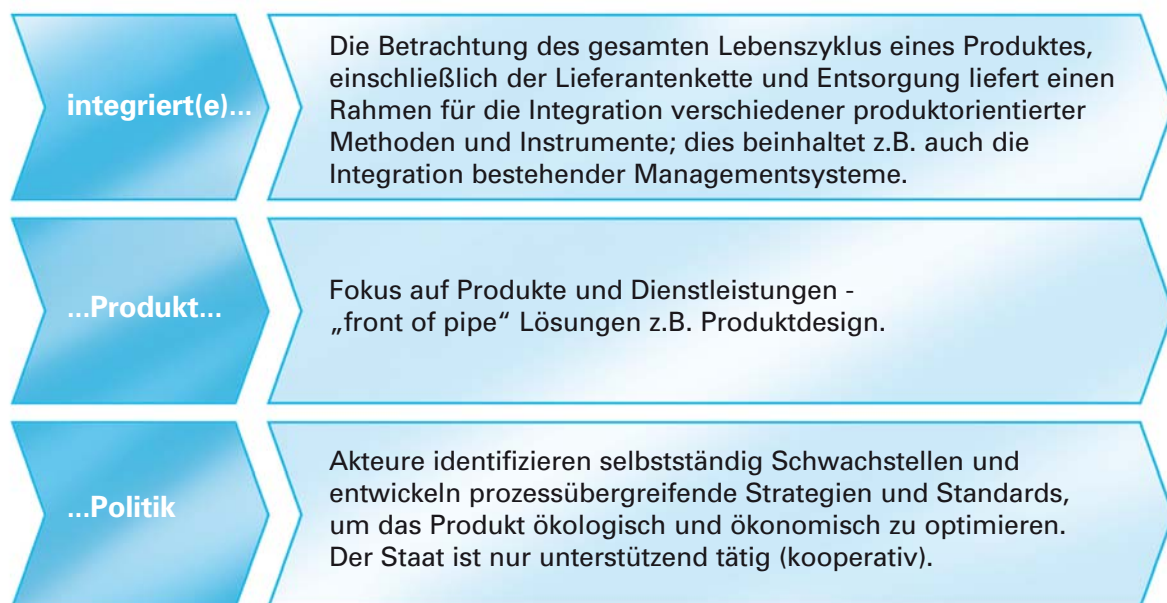 integriert(e)...
Die Betrachtung des gesamten Lebenszyklus eines Produktes,
einschließlich der Lieferantenkette und Entsorgung liefert einen
Rahmen für die Integration verschiedener produktorientierter
Methoden und Instrumente; dies beinhaltet z.B. auch die
Integration bestehender Managementsysteme.
...Produkt...
Fokus auf Produkte und Dienstleistungen -
„front of pipe“ Lösungen z.B. Produktdesign.
...Politik
Akteure identifizieren selbstständig Schwachstellen und
entwickeln prozessübergreifende Strategien und Standards,
um das Produkt ökologisch und ökonomisch zu optimieren.
Der Staat ist nur unterstützend tätig (kooperativ).